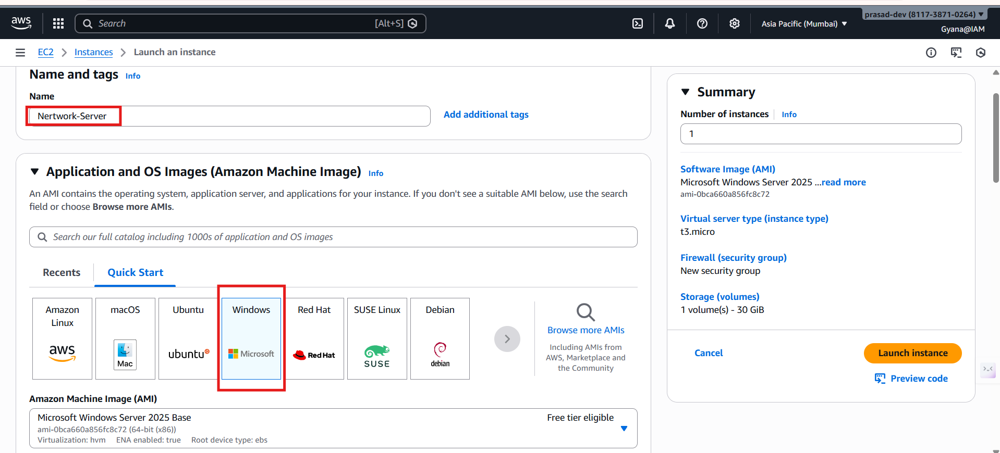 aws
Search [Alt+S]
Asia Pacific (Mumbai)
prasad-dev (8117-3871-0264)
Gyana@IAM
EC2
Instances
Launch an instance
Name and tags Info
Name
Nertwork-Server
Add additional tags
Application and OS Images (Amazon Machine Image) Info
An AMI contains the operating system, application server, and applications for your instance. If you don't see a suitable AMI below, use the search
field or choose Browse more AMIs.
Search our full catalog including 1000s of application and OS images
Recents
Quick Start
Amazon
Linux
aws
macOS
Mac
Ubuntu
ubuntu
Windows
Microsoft
Red Hat
Red Hat
SUSE Linux
SUSE
Debian
debian
Browse more AMIs
Including AMIs from
AWS, Marketplace and
the Community
Amazon Machine Image (AMI)
Microsoft Windows Server 2025 Base
Free tier eligible
ami-0bca660a856fc8c72 (64-bit (x86))
Virtualization: hvm ENA enabled: true Root device type: ebs
Summary
Number of instances Info
1
Software Image (AMI)
Microsoft Windows Server 2025 ...read more
ami-0bca660a856fc8c72
Virtual server type (instance type)
t3.micro
Firewall (security group)
New security group
Storage (volumes)
1 volume(s) - 30 GiB
Cancel
Launch instance
Preview code